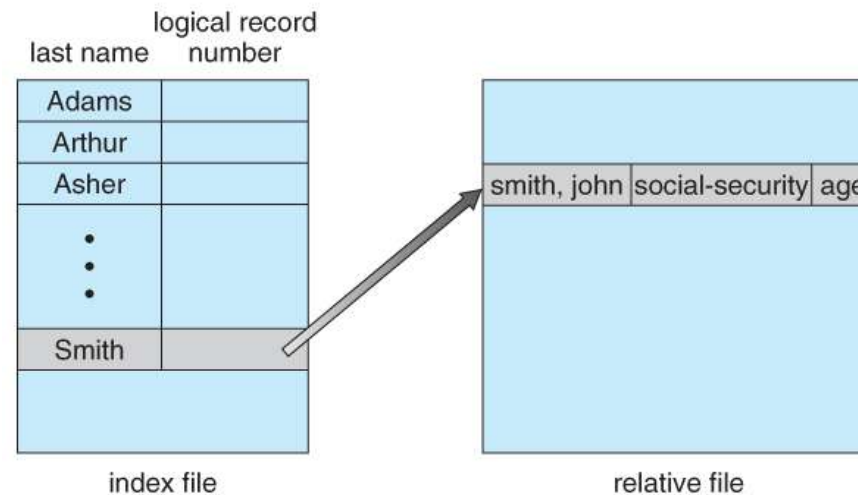 logical record
last name number
Adams
Arthur
Asher
Smith
smith, john social-security age
index file relative file